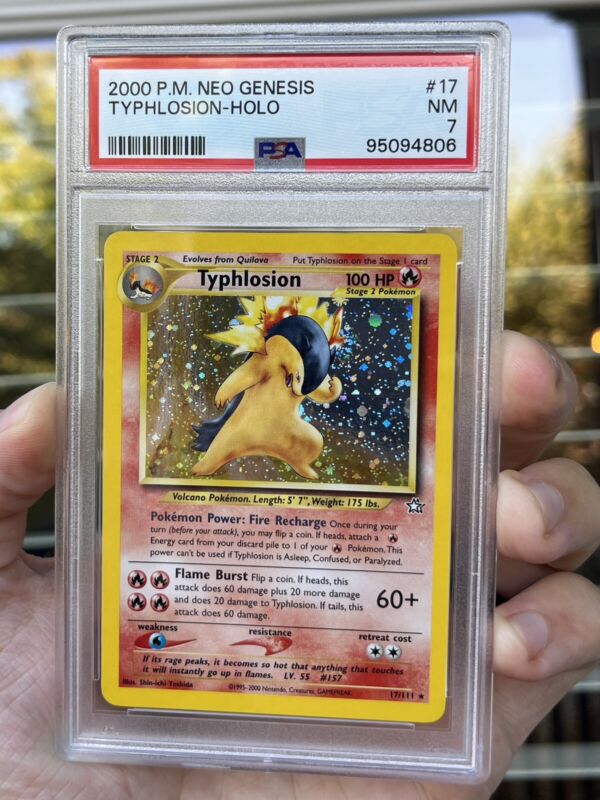 2000 P.M. NEO GENESIS #17
TYPHLOSION-HOLO NM
7
PSA 95094806
STAGE 2 Evolves from Quilava Put Typhlosion on the Stage 1 card
Typhlosion 100 HP
Stage 2 Pokémon
Volcano Pokémon. Length: 5' 7", Weight: 175 lbs.
Pokémon Power: Fire Recharge Once during your
turn (before your attack), you may flip a coin. If heads, attach a
Energy card from your discard pile to 1 of your Pokémon. This
power can't be used if Typhlosion is Asleep, Confused, or Paralyzed.
Flame Burst Flip a coin. If heads, this
attack does 60 damage plus 20 more damage
and does 20 damage to Typhlosion. If tails, this
attack does 60 damage.
60+
weakness resistance retreat cost
If its rage peaks, it becomes so hot that anything that touches
it will instantly go up in flames. LV. 55 #157
Illus. Shin-ichi Yoshida ©1995-2000 Nintendo, Creatures, GAMEFREAK. 17/111 ★